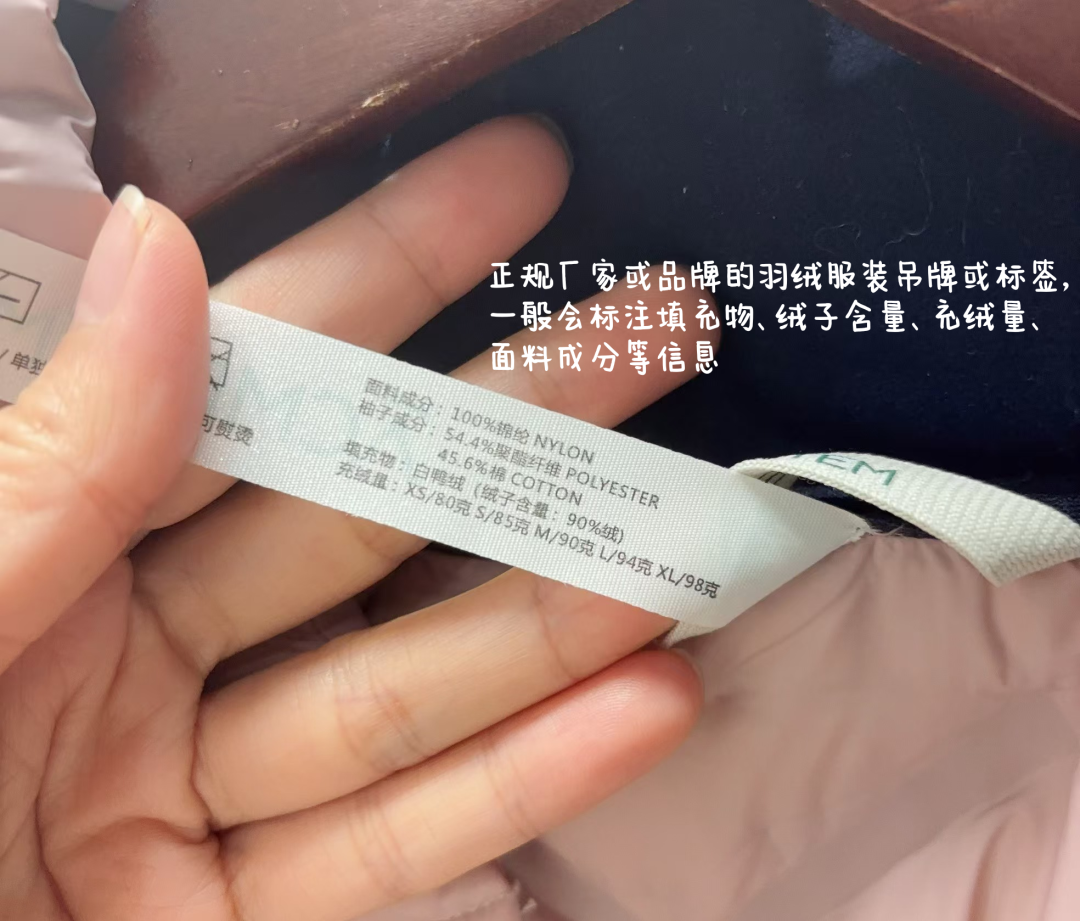 正规厂家或品牌的羽绒服装吊牌或标签,
一般会标注填充物、绒子含量、充绒量、
面料成分等信息
/ 单独
可熨烫
面料成分：100%锦纶 NYLON
袖子成分：54.4%聚酯纤维 POLYESTER
45.6%棉 COTTON
填充物：白鸭绒（绒子含量：90%绒)
充绒量：XS/80克 S/85克 M/90克 L/94克 XL/98克
EM